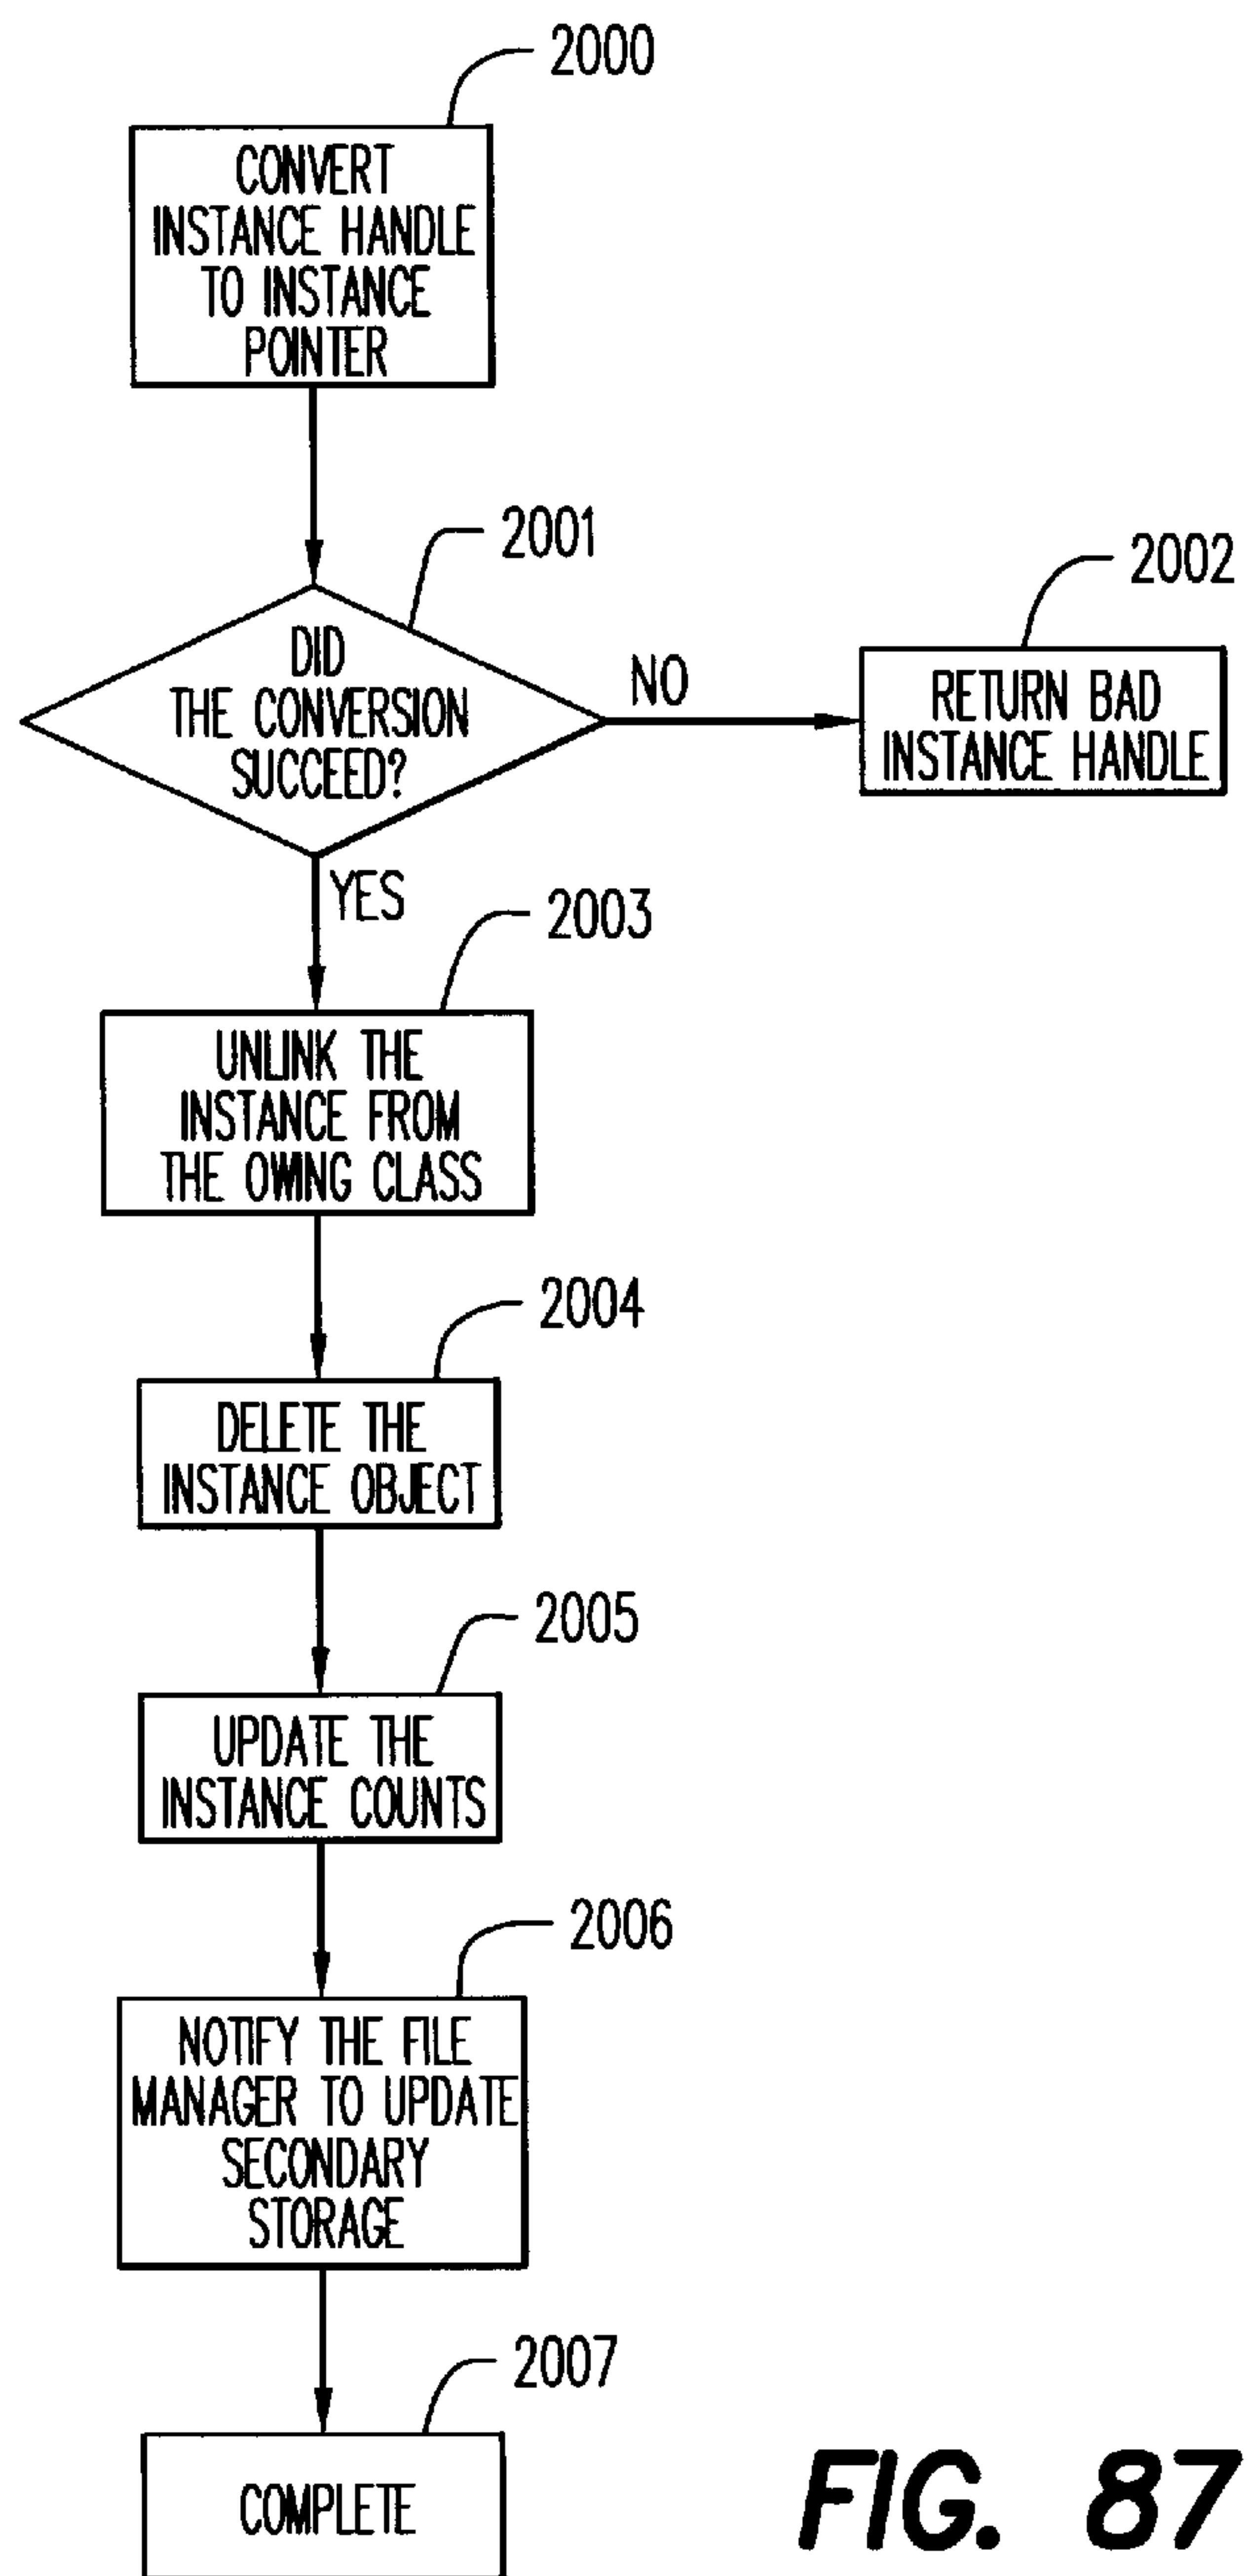 2000
CONVERT
INSTANCE HANDLE
TO INSTANCE
POINTER
2001
DID
THE CONVERSION
SUCCEED?
NO
2002
RETURN BAD
INSTANCE HANDLE
YES
2003
UNLINK THE
INSTANCE FROM
THE OWING CLASS
2004
DELETE THE
INSTANCE OBJECT
2005
UPDATE THE
INSTANCE COUNTS
2006
NOTIFY THE FILE
MANAGER TO UPDATE
SECONDARY
STORAGE
2007
COMPLETE
FIG. 87